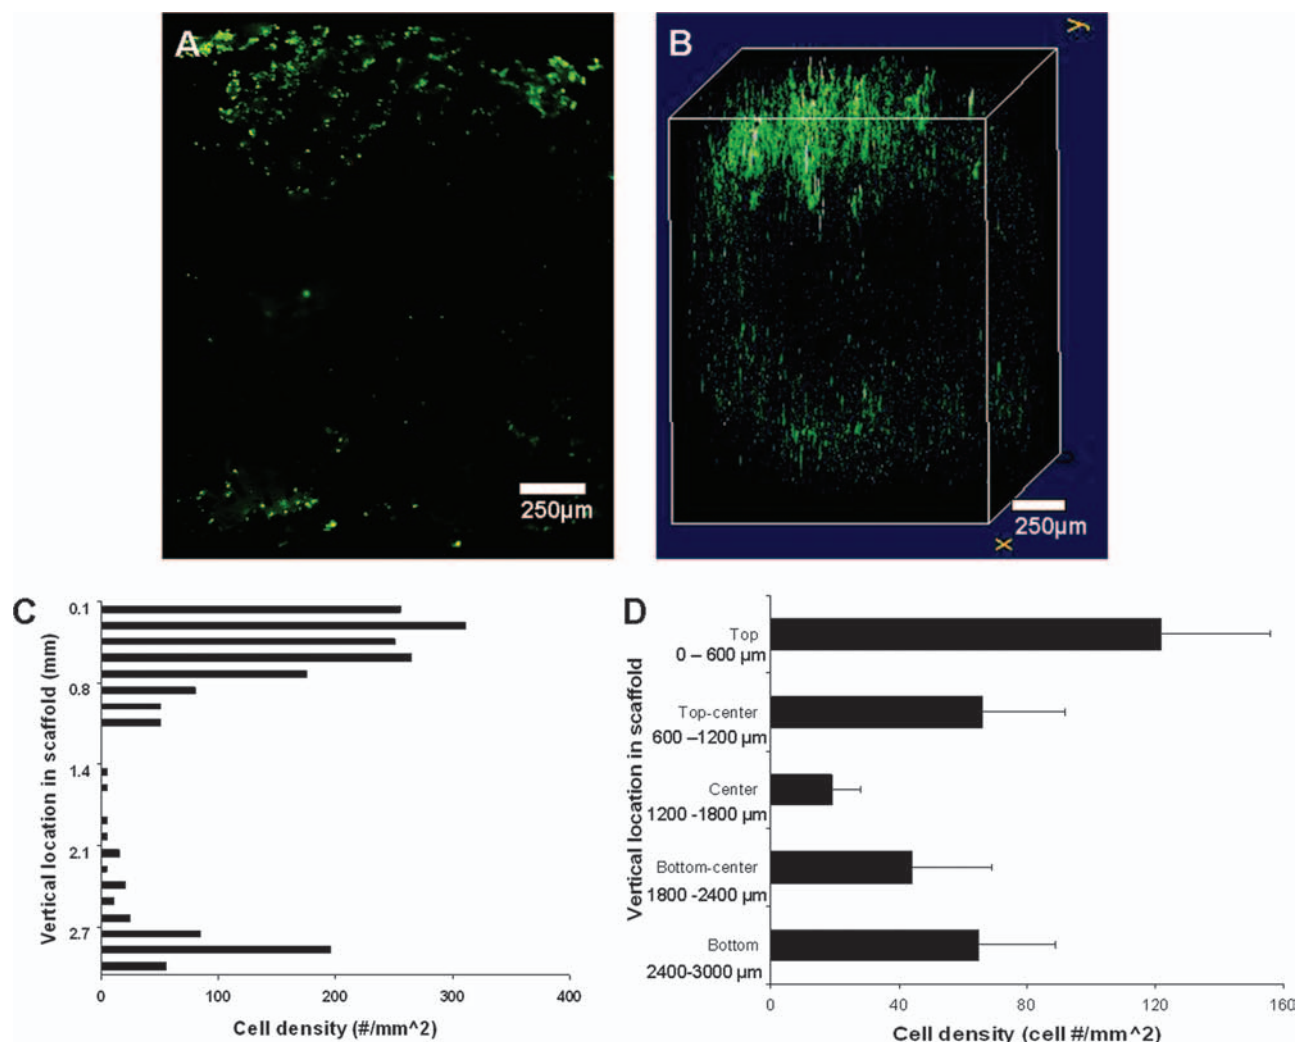 A
B
Y
250µm
250µm
X
C
Vertical location in scaffold (mm)
0.1
0.8
1.4
2.1
2.7
0
100
200
300
400
Cell density (#/mm^2)
D
Vertical location in scaffold
Top
0 – 600 µm
Top-center
600 –1200 µm
Center
1200 -1800 µm
Bottom-center
1800 -2400 µm
Bottom
2400-3000 µm
0
40
80
120
160
Cell density (cell #/mm^2)